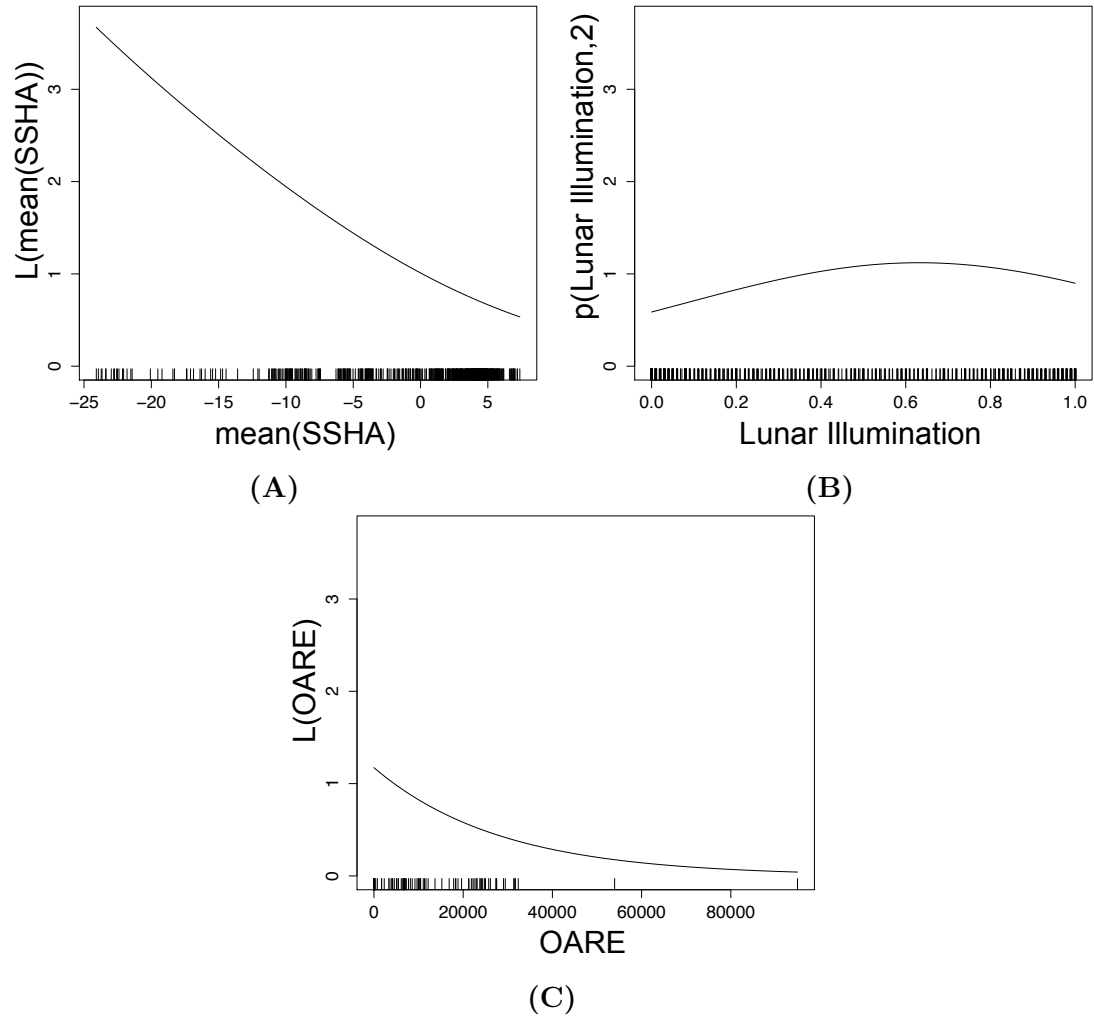 L(mean(SSHA))
3
2
1
0
−25 −20 −15 −10 −5 0 5
mean(SSHA)
(A)
p(Lunar Illumination,2)
3
2
1
0
0.0 0.2 0.4 0.6 0.8 1.0
Lunar Illumination
(B)
L(OARE)
3
2
1
0
0 20000 40000 60000 80000
OARE
(C)